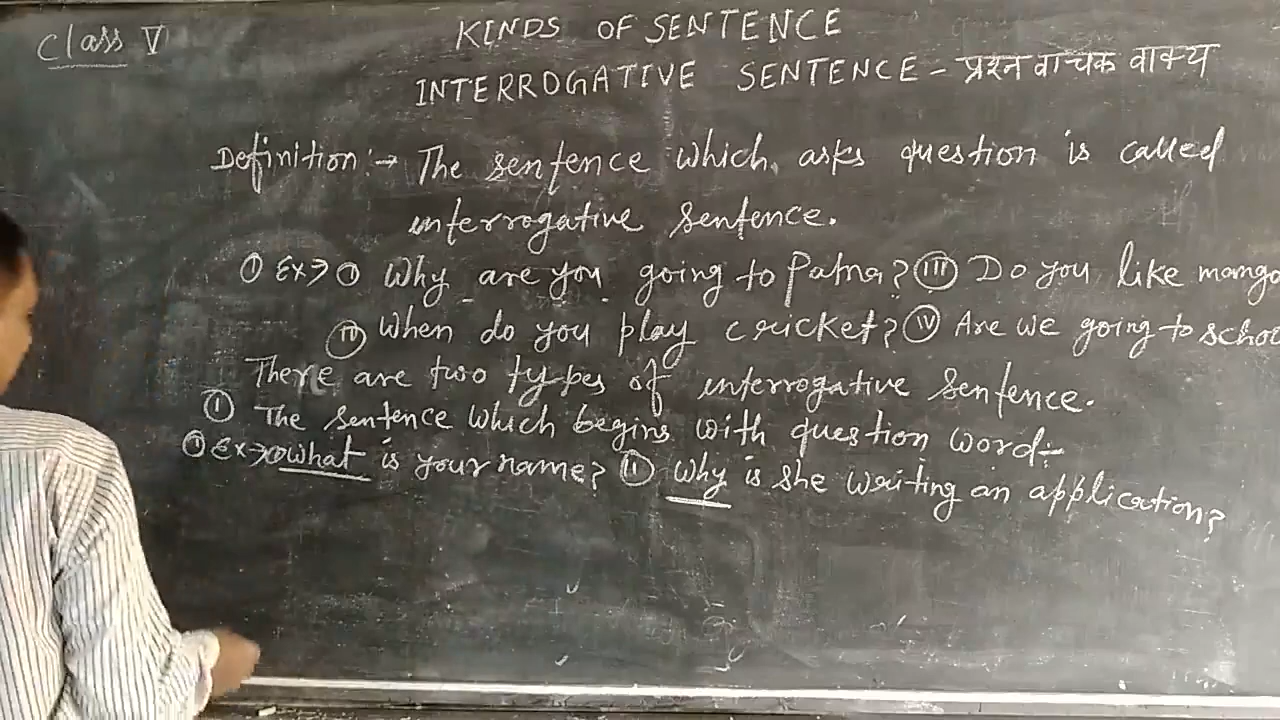 Class V
KINDS OF SENTENCE
INTERROGATIVE SENTENCE - प्रश्न वाचक वाक्य
Definition:→ The sentence which asks question is called
interrogative sentence.
① Ex→① Why are you going to Patna? ⓘⓘⓘ Do you like mango
ⓘⓘ When do you play cricket? ⓘⓥ Are we going to schoo
There are two types of interrogative sentence.
① The sentence which begins with question word:-
① Ex→① What is your name? ⓘⓘ Why is she writing an application?